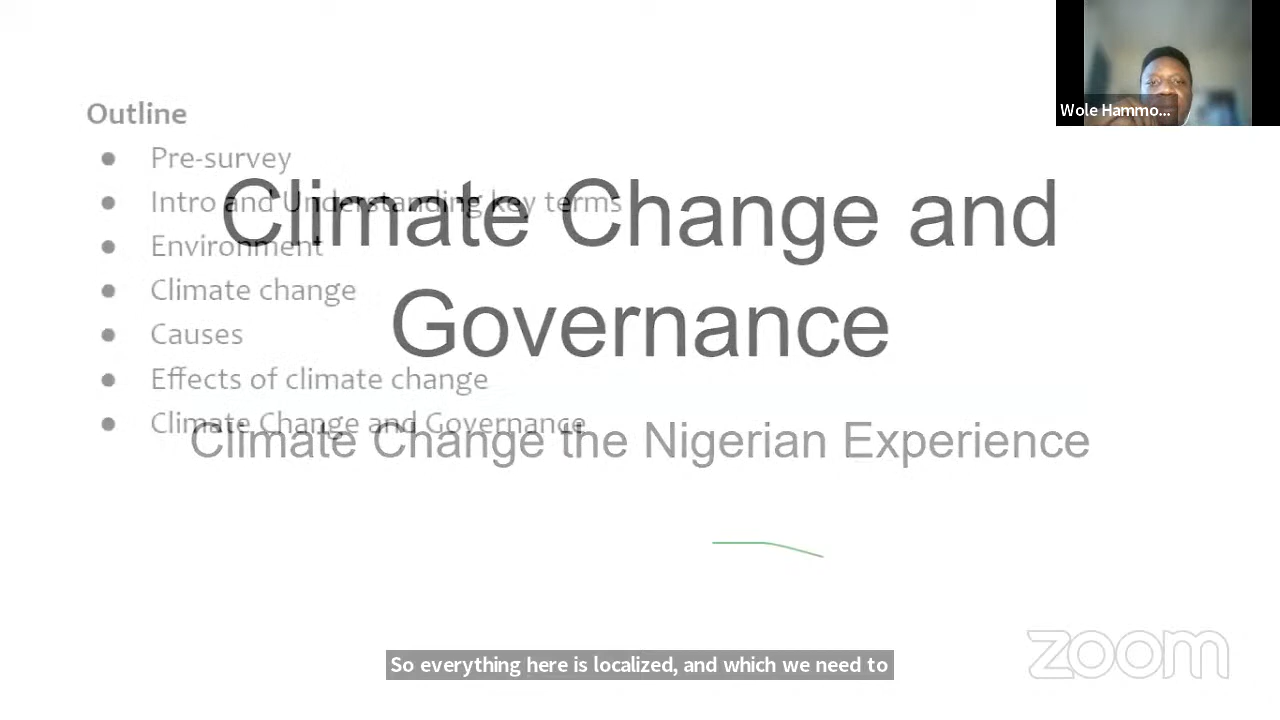 Wole Hammo...
Outline
● Pre-survey
● Intro and Understanding key terms
● Environment
● Climate change
● Causes
● Effects of climate change
● Climate Change and Governance
Climate Change and
Governance
Climate Change the Nigerian Experience
So everything here is localized, and which we need to
zoom